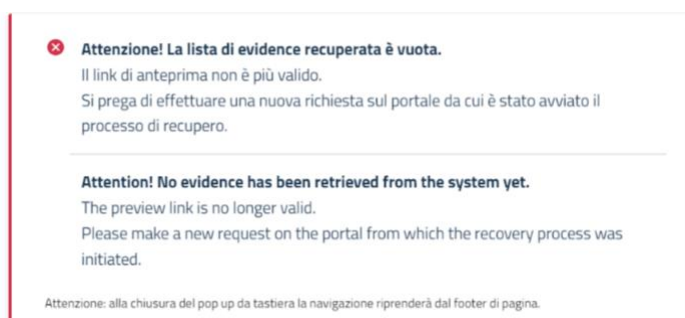 Attenzione! La lista di evidence recuperata è vuota.
Il link di anteprima non è più valido.
Si prega di effettuare una nuova richiesta sul portale da cui è stato avviato il
processo di recupero.
Attention! No evidence has been retrieved from the system yet.
The preview link is no longer valid.
Please make a new request on the portal from which the recovery process was
initiated.
Attenzione: alla chiusura del pop up da tastiera la navigazione riprenderà dal footer di pagina.